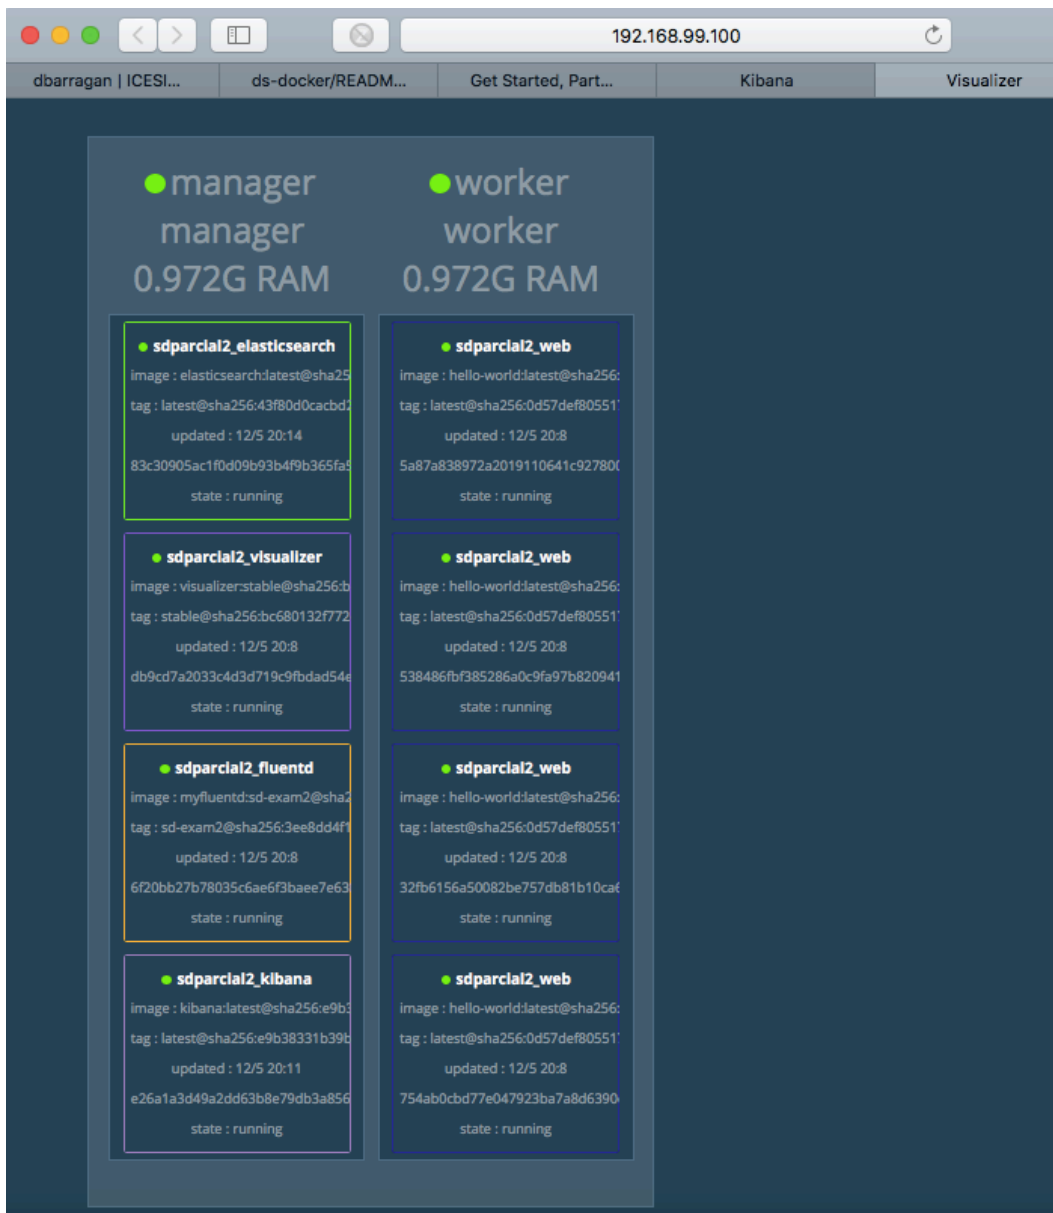 192.168.99.100
dbarragan | ICESI...
ds-docker/READM...
Get Started, Part...
Kibana
Visualizer
manager
manager
0.972G RAM
sdparcial2_elasticsearch
image : elasticsearch:latest@sha25
tag : latest@sha256:43f80d0cacbd2
updated : 12/5 20:14
83c30905ac1f0d09b93b4f9b365fa5
state : running
sdparcial2_visualizer
image : visualizer:stable@sha256:b
tag : stable@sha256:bc680132f772
updated : 12/5 20:8
db9cd7a2033c4d3d719c9fbdad54e
state : running
sdparcial2_fluentd
image : myfluentd:sd-exam2@sha2
tag : sd-exam2@sha256:3ee8dd4f1
updated : 12/5 20:8
6f20bb27b78035c6ae6f3baee7e63
state : running
sdparcial2_kibana
image : kibana:latest@sha256:e9b3
tag : latest@sha256:e9b38331b39b
updated : 12/5 20:11
e26a1a3d49a2dd63b8e79db3a856
state : running
worker
worker
0.972G RAM
sdparcial2_web
image : hello-world:latest@sha256:
tag : latest@sha256:0d57def805517
updated : 12/5 20:8
5a87a838972a2019110641c927800
state : running
sdparcial2_web
image : hello-world:latest@sha256:
tag : latest@sha256:0d57def805517
updated : 12/5 20:8
538486fbf385286a0c9fa97b820941
state : running
sdparcial2_web
image : hello-world:latest@sha256:
tag : latest@sha256:0d57def805517
updated : 12/5 20:8
32fb6156a50082be757db81b10ca6
state : running
sdparcial2_web
image : hello-world:latest@sha256:
tag : latest@sha256:0d57def805517
updated : 12/5 20:8
754ab0cbd77e047923ba7a8d6390
state : running